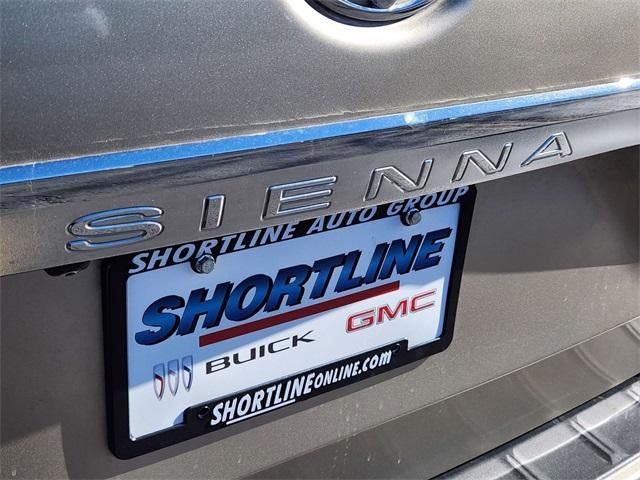 SIENNA
SHORTLINE AUTO GROUP
SHORTLINE
BUICK GMC
SHORTLINEONLINE.com